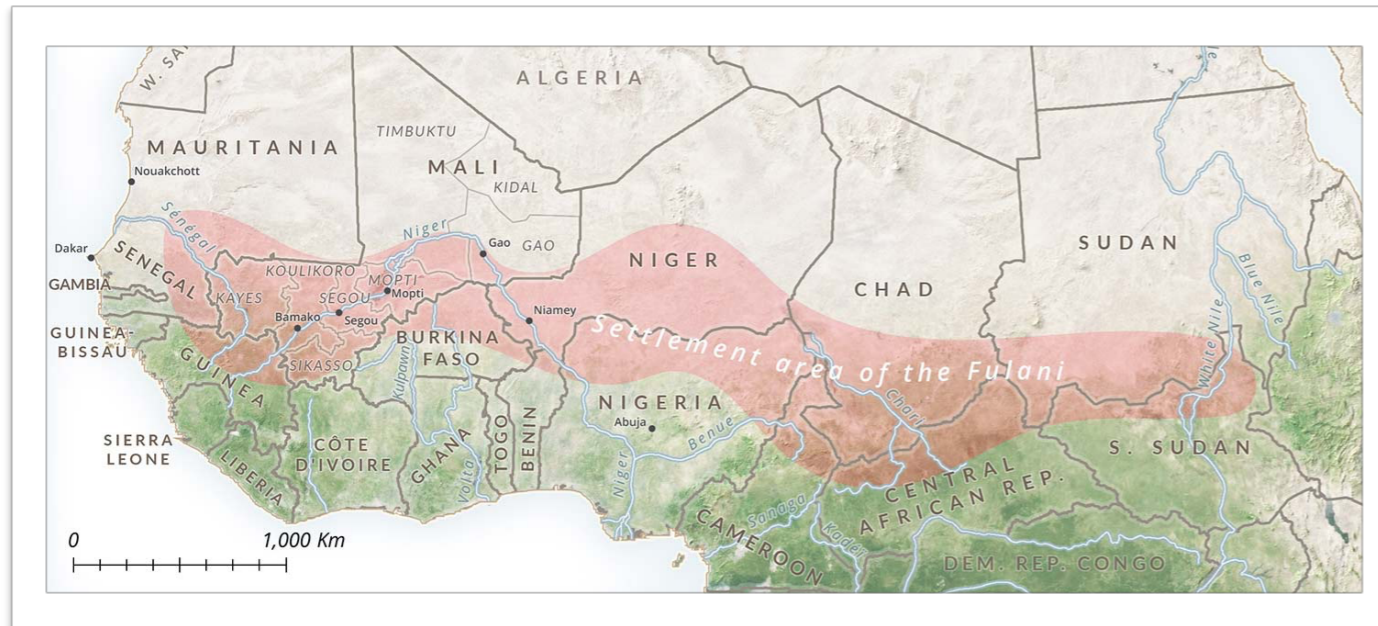 W. SA
ALGERIA
MAURITANIA
TIMBUKTU
MALI
KIDAL
Nouakchott
Sénégal
Niger
Gao
GAO
NIGER
CHAD
SUDAN
Blue Nile
White Nile
Dakar
SENEGAL
GAMBIA
KOULIKORO
KAYES
SÉGOU
MOPTI
Mopti
Bamako
Segou
Niamey
GUINEA-
BISSAU
GUINEA
SIKASSO
BURKINA
FASO
Kulpawn
Settlement area of the Fulani
Chari
NIGERIA
Abuja
Benue
Niger
SIERRA
LEONE
LIBERIA
CÔTE
D'IVOIRE
GHANA
Volta
TOGO
BENIN
S. SUDAN
CENTRAL
AFRICAN REP.
Sanaga
Kadeï
CAMEROON
DEM. REP. CONGO
0 1,000 Km